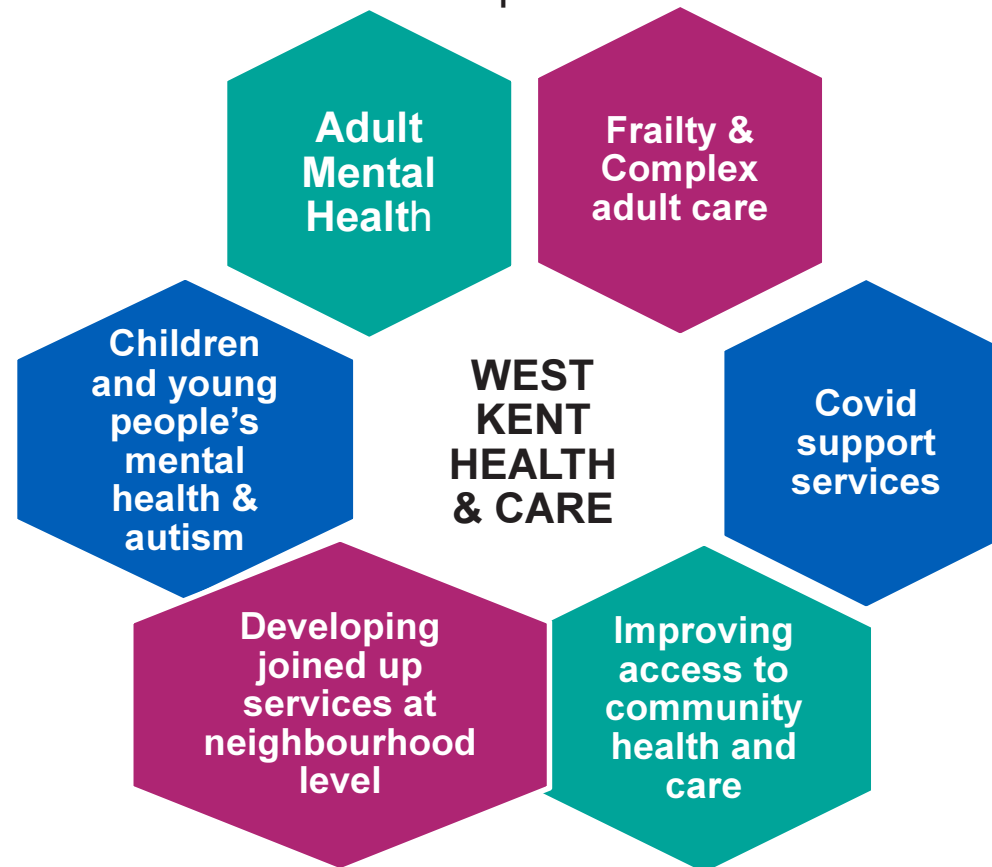 Adult
Mental
Health
Frailty &
Complex
adult care
Children
and young
people's
mental
health &
autism
WEST
KENT
HEALTH
& CARE
Covid
support
services
Developing
joined up
services at
neighbourhood
level
Improving
access to
community
health and
care